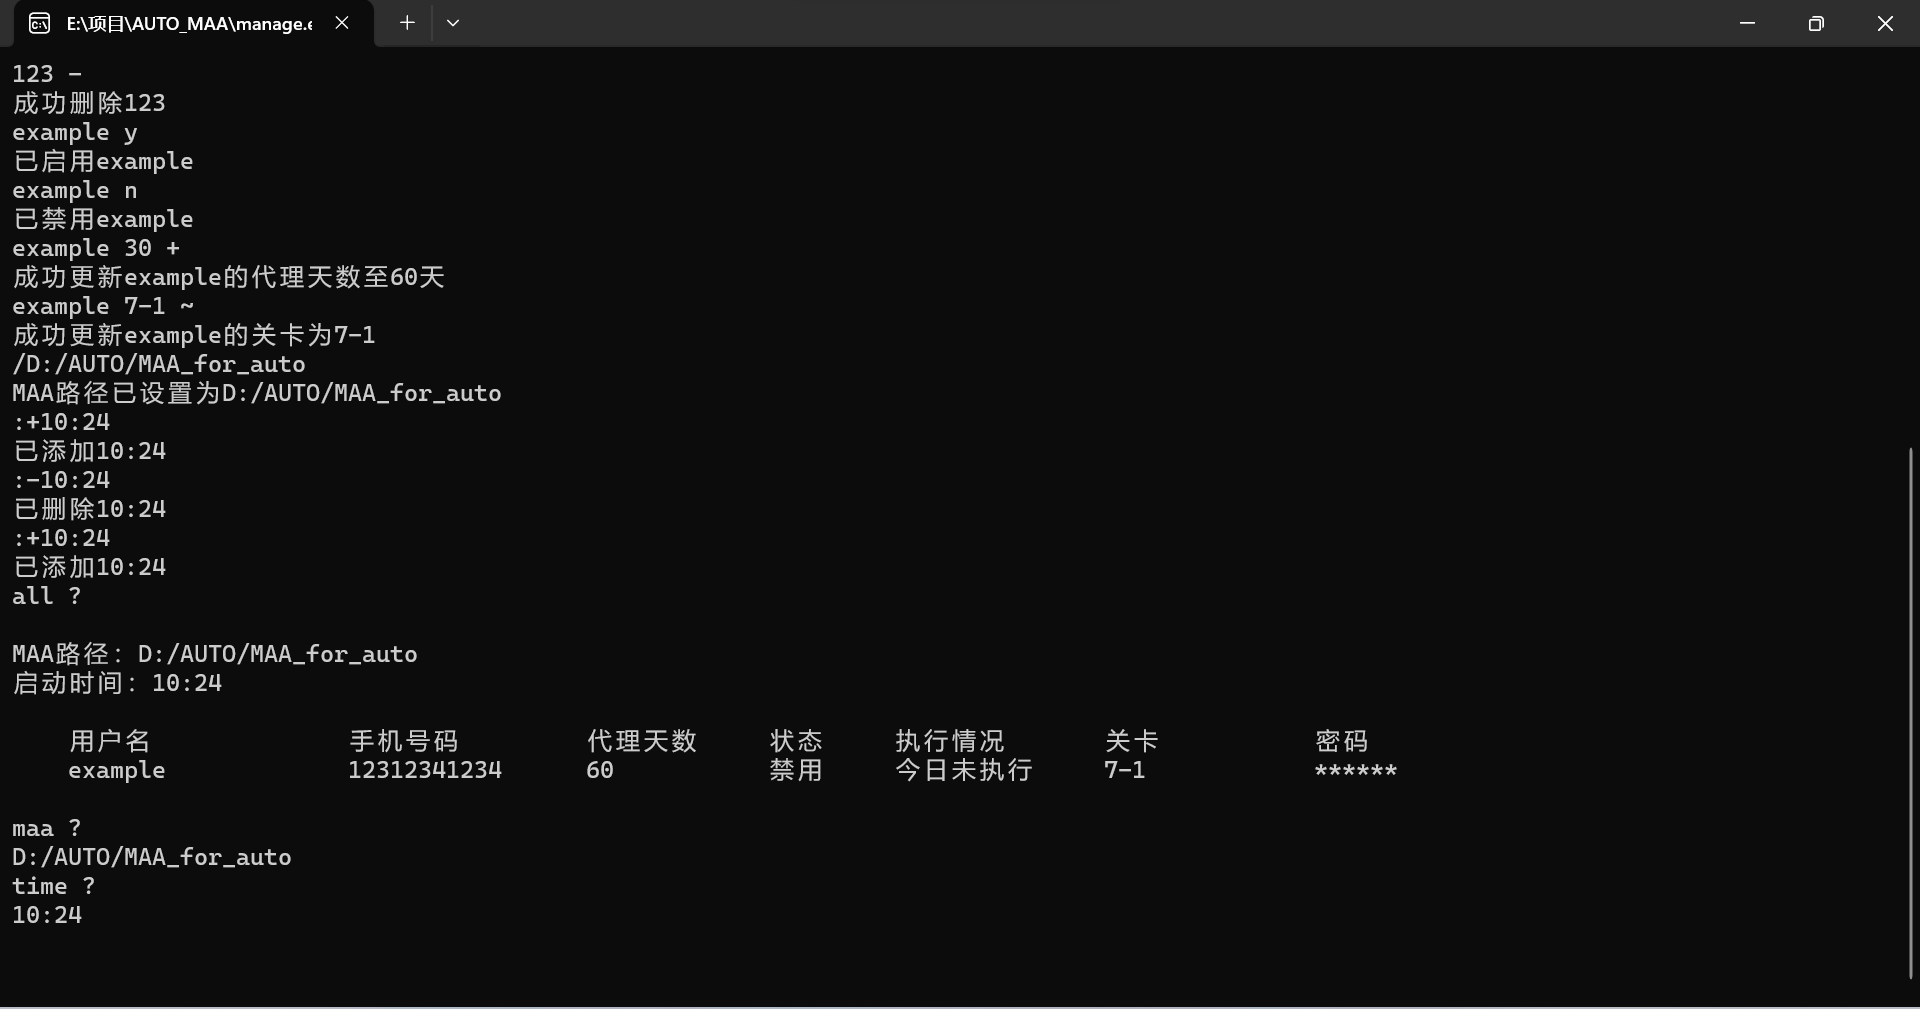 E:\项目\AUTO_MAA\manage.e
123 -
成功删除123
example y
已启用example
example n
已禁用example
example 30 +
成功更新example的代理天数至60天
example 7-1 ~
成功更新example的关卡为7-1
/D:/AUTO/MAA_for_auto
MAA路径已设置为D:/AUTO/MAA_for_auto
:+10:24
已添加10:24
:-10:24
已删除10:24
:+10:24
已添加10:24
all ?
MAA路径：D:/AUTO/MAA_for_auto
启动时间：10:24
用户名 手机号码 代理天数 状态 执行情况 关卡 密码
example 12312341234 60 禁用 今日未执行 7-1 ******
maa ?
D:/AUTO/MAA_for_auto
time ?
10:24